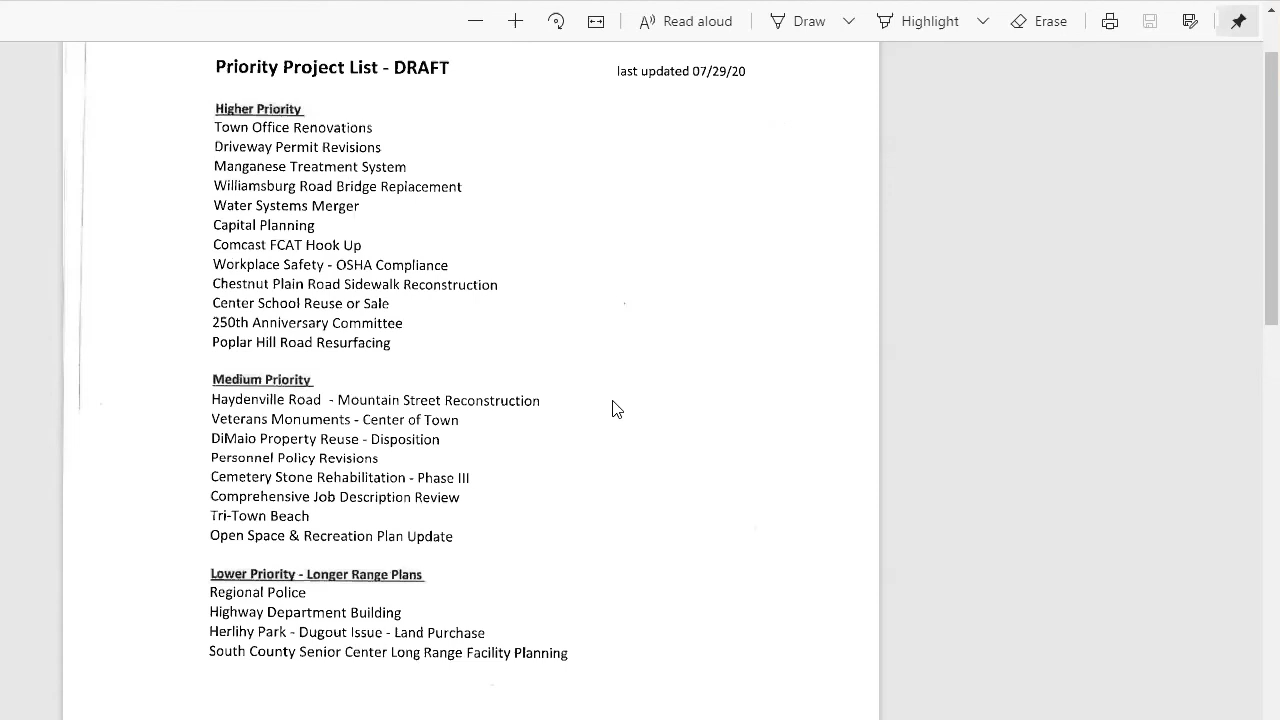 Read aloud Draw Highlight Erase
Priority Project List - DRAFT last updated 07/29/20
Higher Priority
Town Office Renovations
Driveway Permit Revisions
Manganese Treatment System
Williamsburg Road Bridge Replacement
Water Systems Merger
Capital Planning
Comcast FCAT Hook Up
Workplace Safety - OSHA Compliance
Chestnut Plain Road Sidewalk Reconstruction
Center School Reuse or Sale
250th Anniversary Committee
Poplar Hill Road Resurfacing
Medium Priority
Haydenville Road - Mountain Street Reconstruction
Veterans Monuments - Center of Town
DiMaio Property Reuse - Disposition
Personnel Policy Revisions
Cemetery Stone Rehabilitation - Phase III
Comprehensive Job Description Review
Tri-Town Beach
Open Space & Recreation Plan Update
Lower Priority - Longer Range Plans
Regional Police
Highway Department Building
Herlihy Park - Dugout Issue - Land Purchase
South County Senior Center Long Range Facility Planning